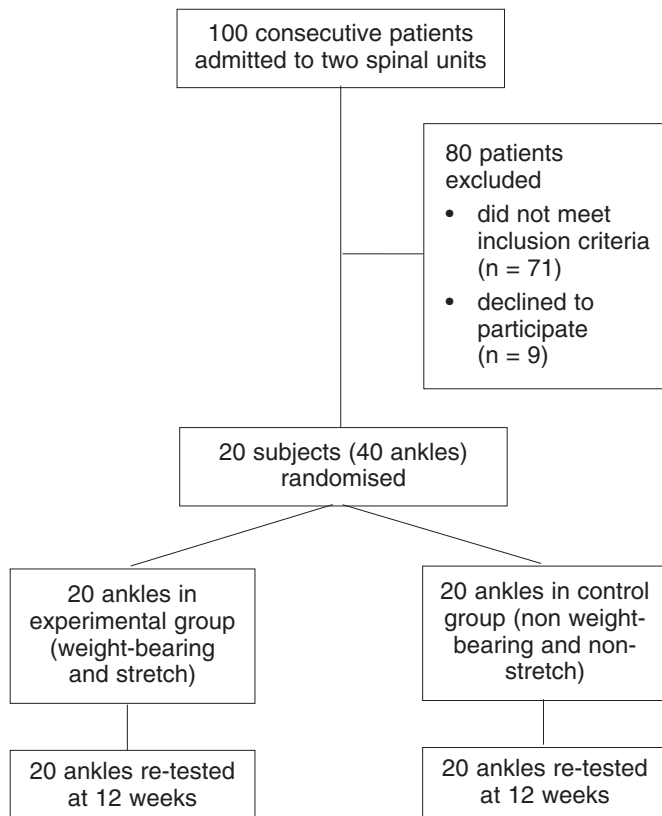 100 consecutive patients
admitted to two spinal units
80 patients
excluded
• did not meet
inclusion criteria
(n = 71)
• declined to
participate
(n = 9)
20 subjects (40 ankles)
randomised
20 ankles in
experimental group
(weight-bearing
and stretch)
20 ankles in control
group (non weight-
bearing and non-
stretch)
20 ankles re-tested
at 12 weeks
20 ankles re-tested
at 12 weeks